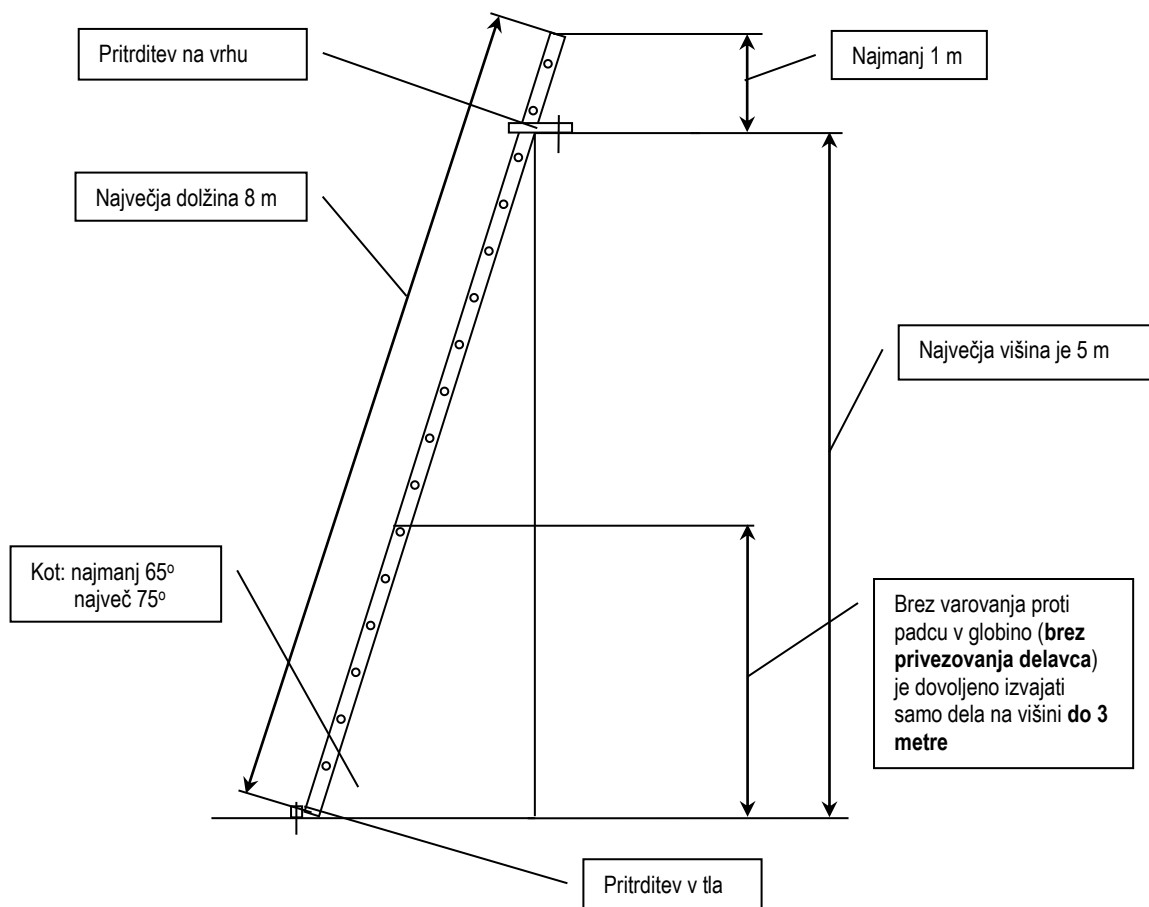 Pritrditev na vrhu
Najmanj 1 m
Največja dolžina 8 m
Največja višina je 5 m
Kot: najmanj 65º
največ 75º
Brez varovanja proti
padcu v globino (brez
privezovanja delavca)
je dovoljeno izvajati
samo dela na višini do 3
metre
Pritrditev v tla